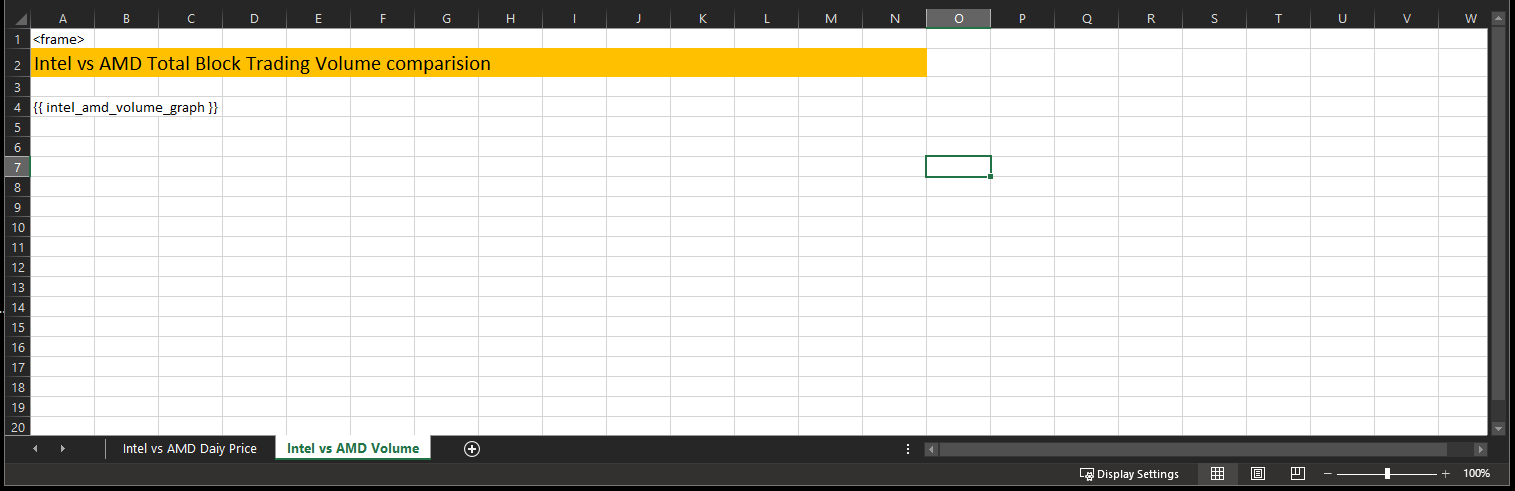 A B C D E F G H I J K L M N O P Q R S T U V W
1 <frame>
2 Intel vs AMD Total Block Trading Volume comparision
3
4 {{ intel_amd_volume_graph }}
5
6
7
8
9
10
11
12
13
14
15
16
17
18
19
20
Intel vs AMD Daiy Price Intel vs AMD Volume
Display Settings 100%